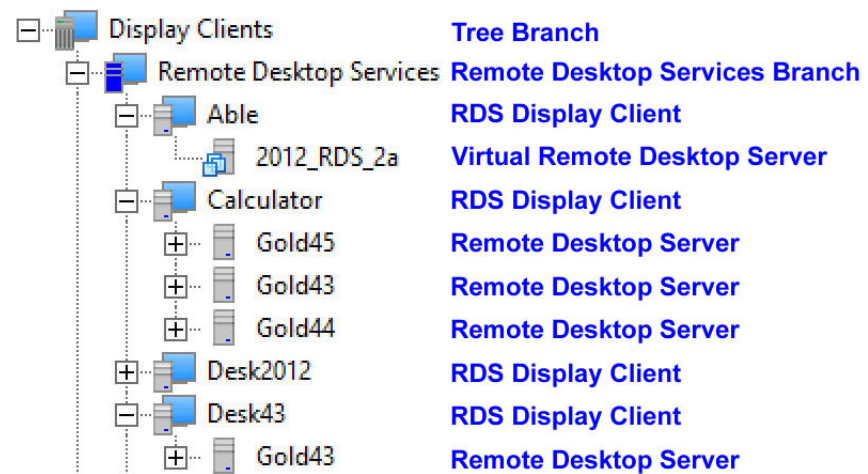 Display Clients Tree Branch
Remote Desktop Services Remote Desktop Services Branch
Able RDS Display Client
2012_RDS_2a Virtual Remote Desktop Server
Calculator RDS Display Client
Gold45 Remote Desktop Server
Gold43 Remote Desktop Server
Gold44 Remote Desktop Server
Desk2012 RDS Display Client
Desk43 RDS Display Client
Gold43 Remote Desktop Server